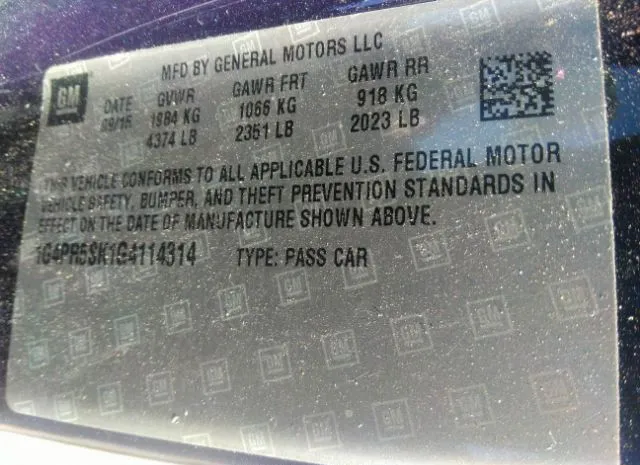 MFD BY GENERAL MOTORS LLC
GM
DATE GVWR GAWR FRT GAWR RR
09/15 1984 KG 1066 KG 918 KG
4374 LB 2351 LB 2023 LB
THIS VEHICLE CONFORMS TO ALL APPLICABLE U.S. FEDERAL MOTOR
VEHICLE SAFETY, BUMPER, AND THEFT PREVENTION STANDARDS IN
EFFECT ON THE DATE OF MANUFACTURE SHOWN ABOVE.
1G4PR5SK1G4114314 TYPE: PASS CAR